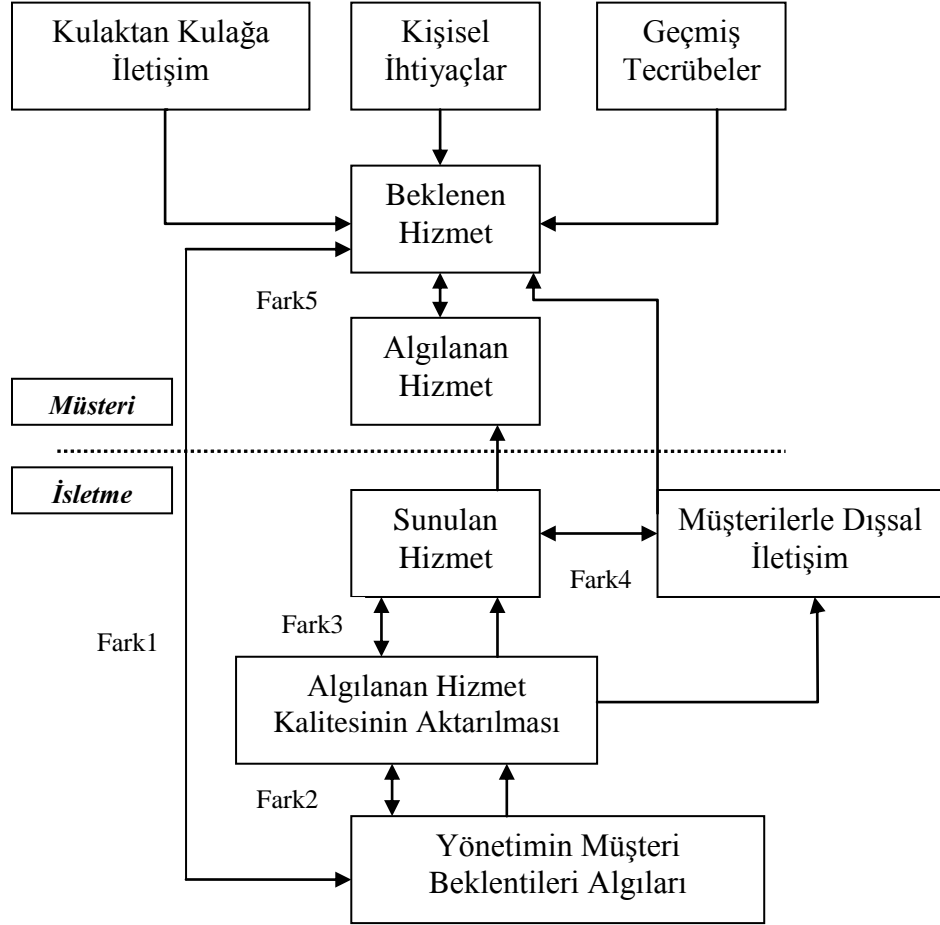 Kulaktan Kulağa
İletişim
Kişisel
İhtiyaçlar
Geçmiş
Tecrübeler
Beklenen
Hizmet
Fark5
Algılanan
Hizmet
Müsteri
İsletme
Sunulan
Hizmet
Müşterilerle Dışsal
İletişim
Fark4
Fark3
Fark1
Algılanan Hizmet
Kalitesinin Aktarılması
Fark2
Yönetimin Müşteri
Beklentileri Algıları